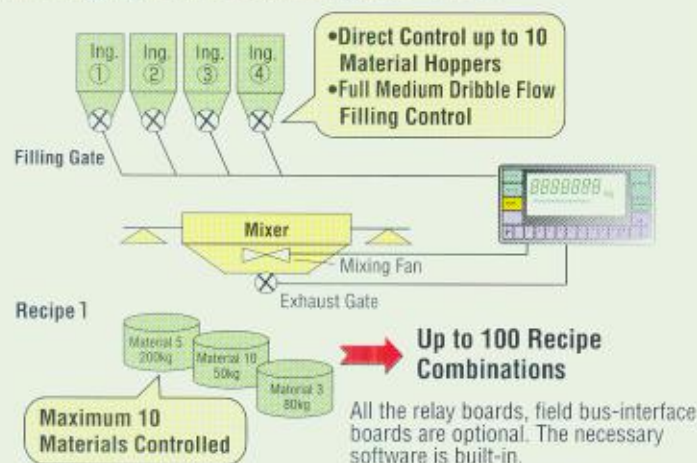 Ing.
①
Ing.
②
Ing.
③
Ing.
④
•Direct Control up to 10
Material Hoppers
•Full Medium Dribble Flow
Filling Control
Filling Gate
8888888
Mixer
Mixing Fan
Exhaust Gate
Recipe 1
Material 5
200kg
Material 10
50kg
Material 3
80kg
Up to 100 Recipe
Combinations
Maximum 10
Materials Controlled
All the relay boards, field bus-interface
boards are optional. The necessary
software is built-in.